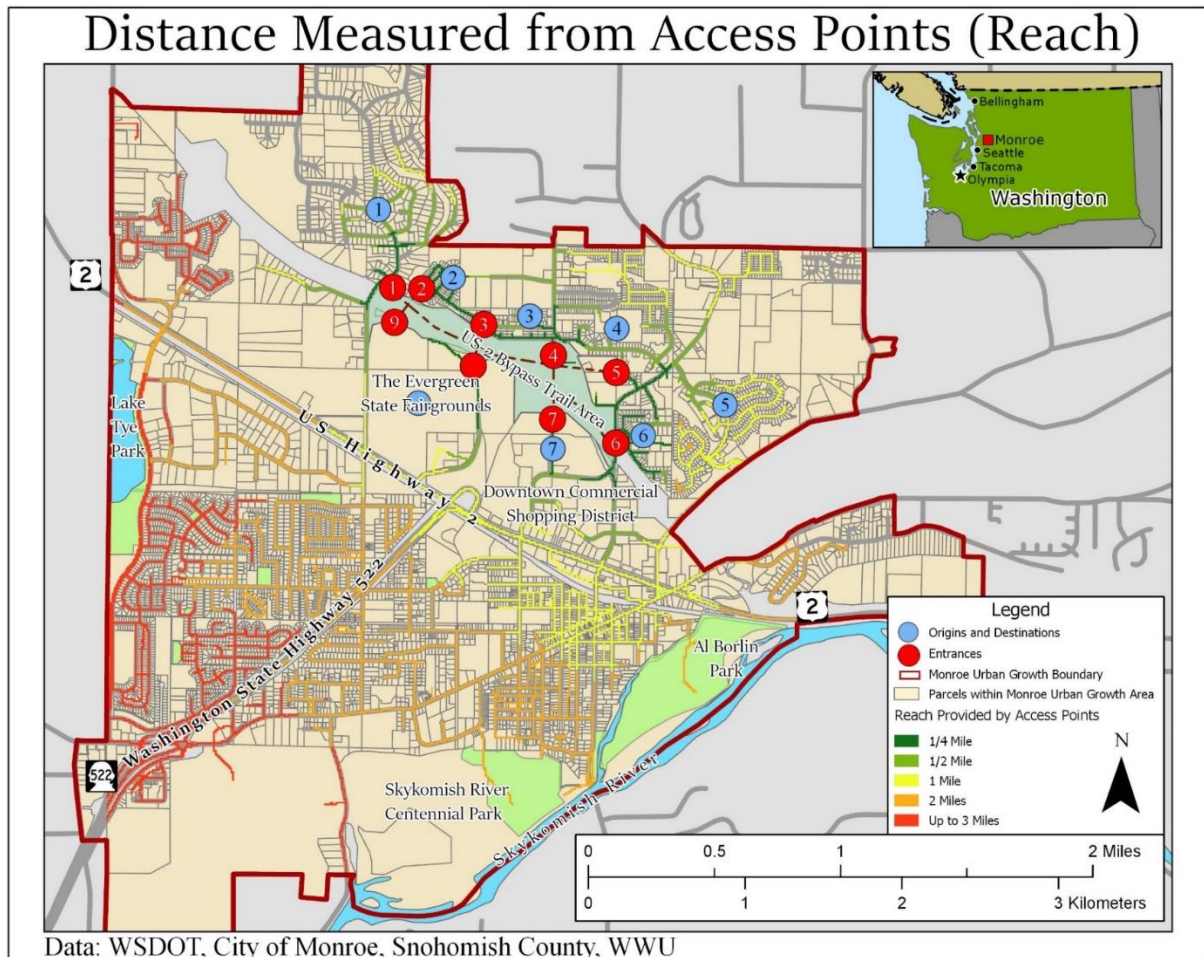 Distance Measured from Access Points (Reach)
Bellingham
Monroe
Seattle
Tacoma
Olympia
Washington
2
1
1
2
2
3
3
4
4
9
5
5
6
6
7
7
US-2 Bypass Trail Area
The Evergreen
State Fairgrounds
Lake
Tye
Park
US Highway 2
Downtown Commercial
Shopping District
Washington State Highway 522
522
2
Al Borlin
Park
Skykomish River
Centennial Park
Skykomish River
Legend
Origins and Destinations
Entrances
Monroe Urban Growth Boundary
Parcels within Monroe Urban Growth Area
Reach Provided by Access Points
1/4 Mile
1/2 Mile
1 Mile
2 Miles
Up to 3 Miles
N
0 0.5 1 2 Miles
0 1 2 3 Kilometers
Data: WSDOT, City of Monroe, Snohomish County, WWU